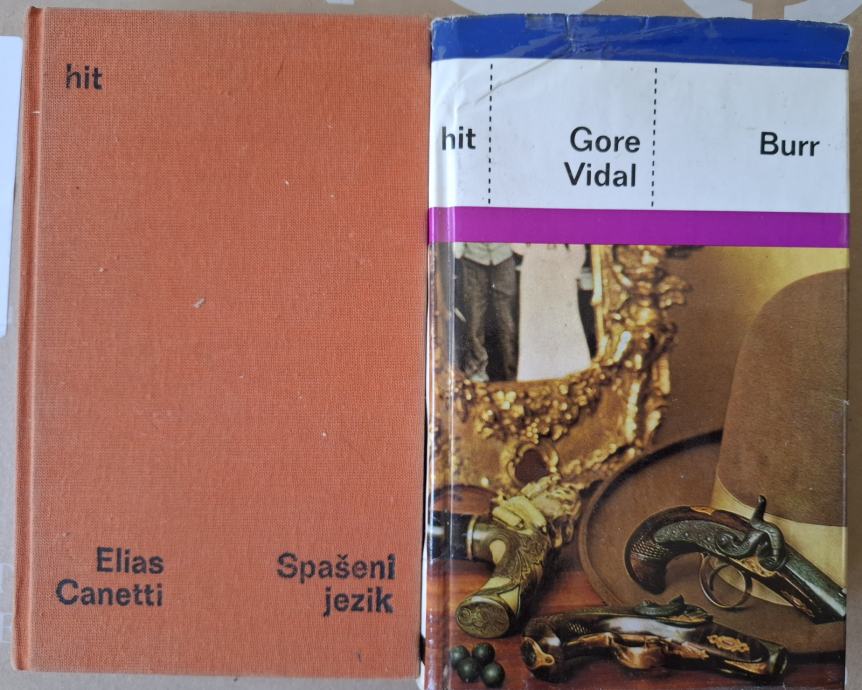 hit
Elias
Canetti
Spašeni
jezik
hit
Gore
Vidal
Burr